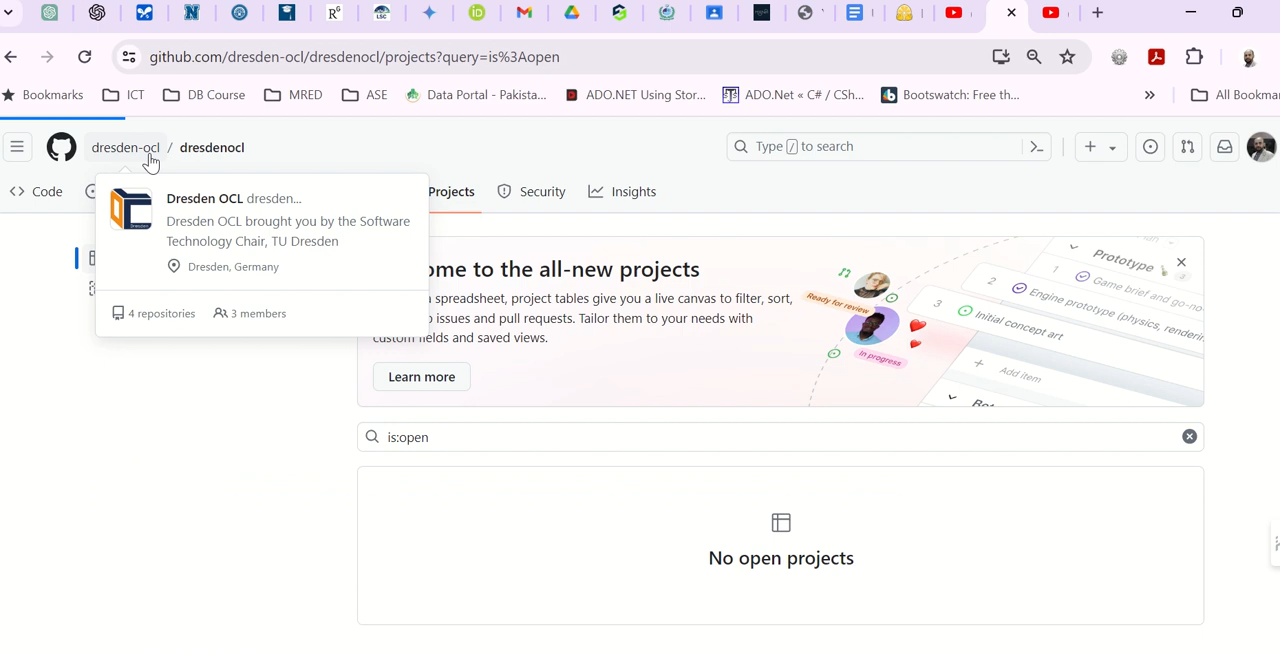 github.com/dresden-ocl/dresdenocl/projects?query=is%3Aopen
Bookmarks ICT DB Course MRED ASE Data Portal - Pakista... ADO.NET Using Stor... ADO.Net « C# / CSh... Bootswatch: Free th... » All Bookmar
dresden-ocl / dresdenocl
Type / to search
Code Projects Security Insights
Dresden OCL dresden...
Dresden OCL brought you by the Software
Technology Chair, TU Dresden
Dresden, Germany
4 repositories 3 members
ome to the all-new projects
spreadsheet, project tables give you a live canvas to filter, sort,
issues and pull requests. Tailor them to your needs with
custom fields and saved views.
Learn more
Ready for review
In progress
Prototype 3
1 Game brief and go-no-
2 Engine prototype (physics, renderin
3 Initial concept art
+ Add item
is:open
No open projects